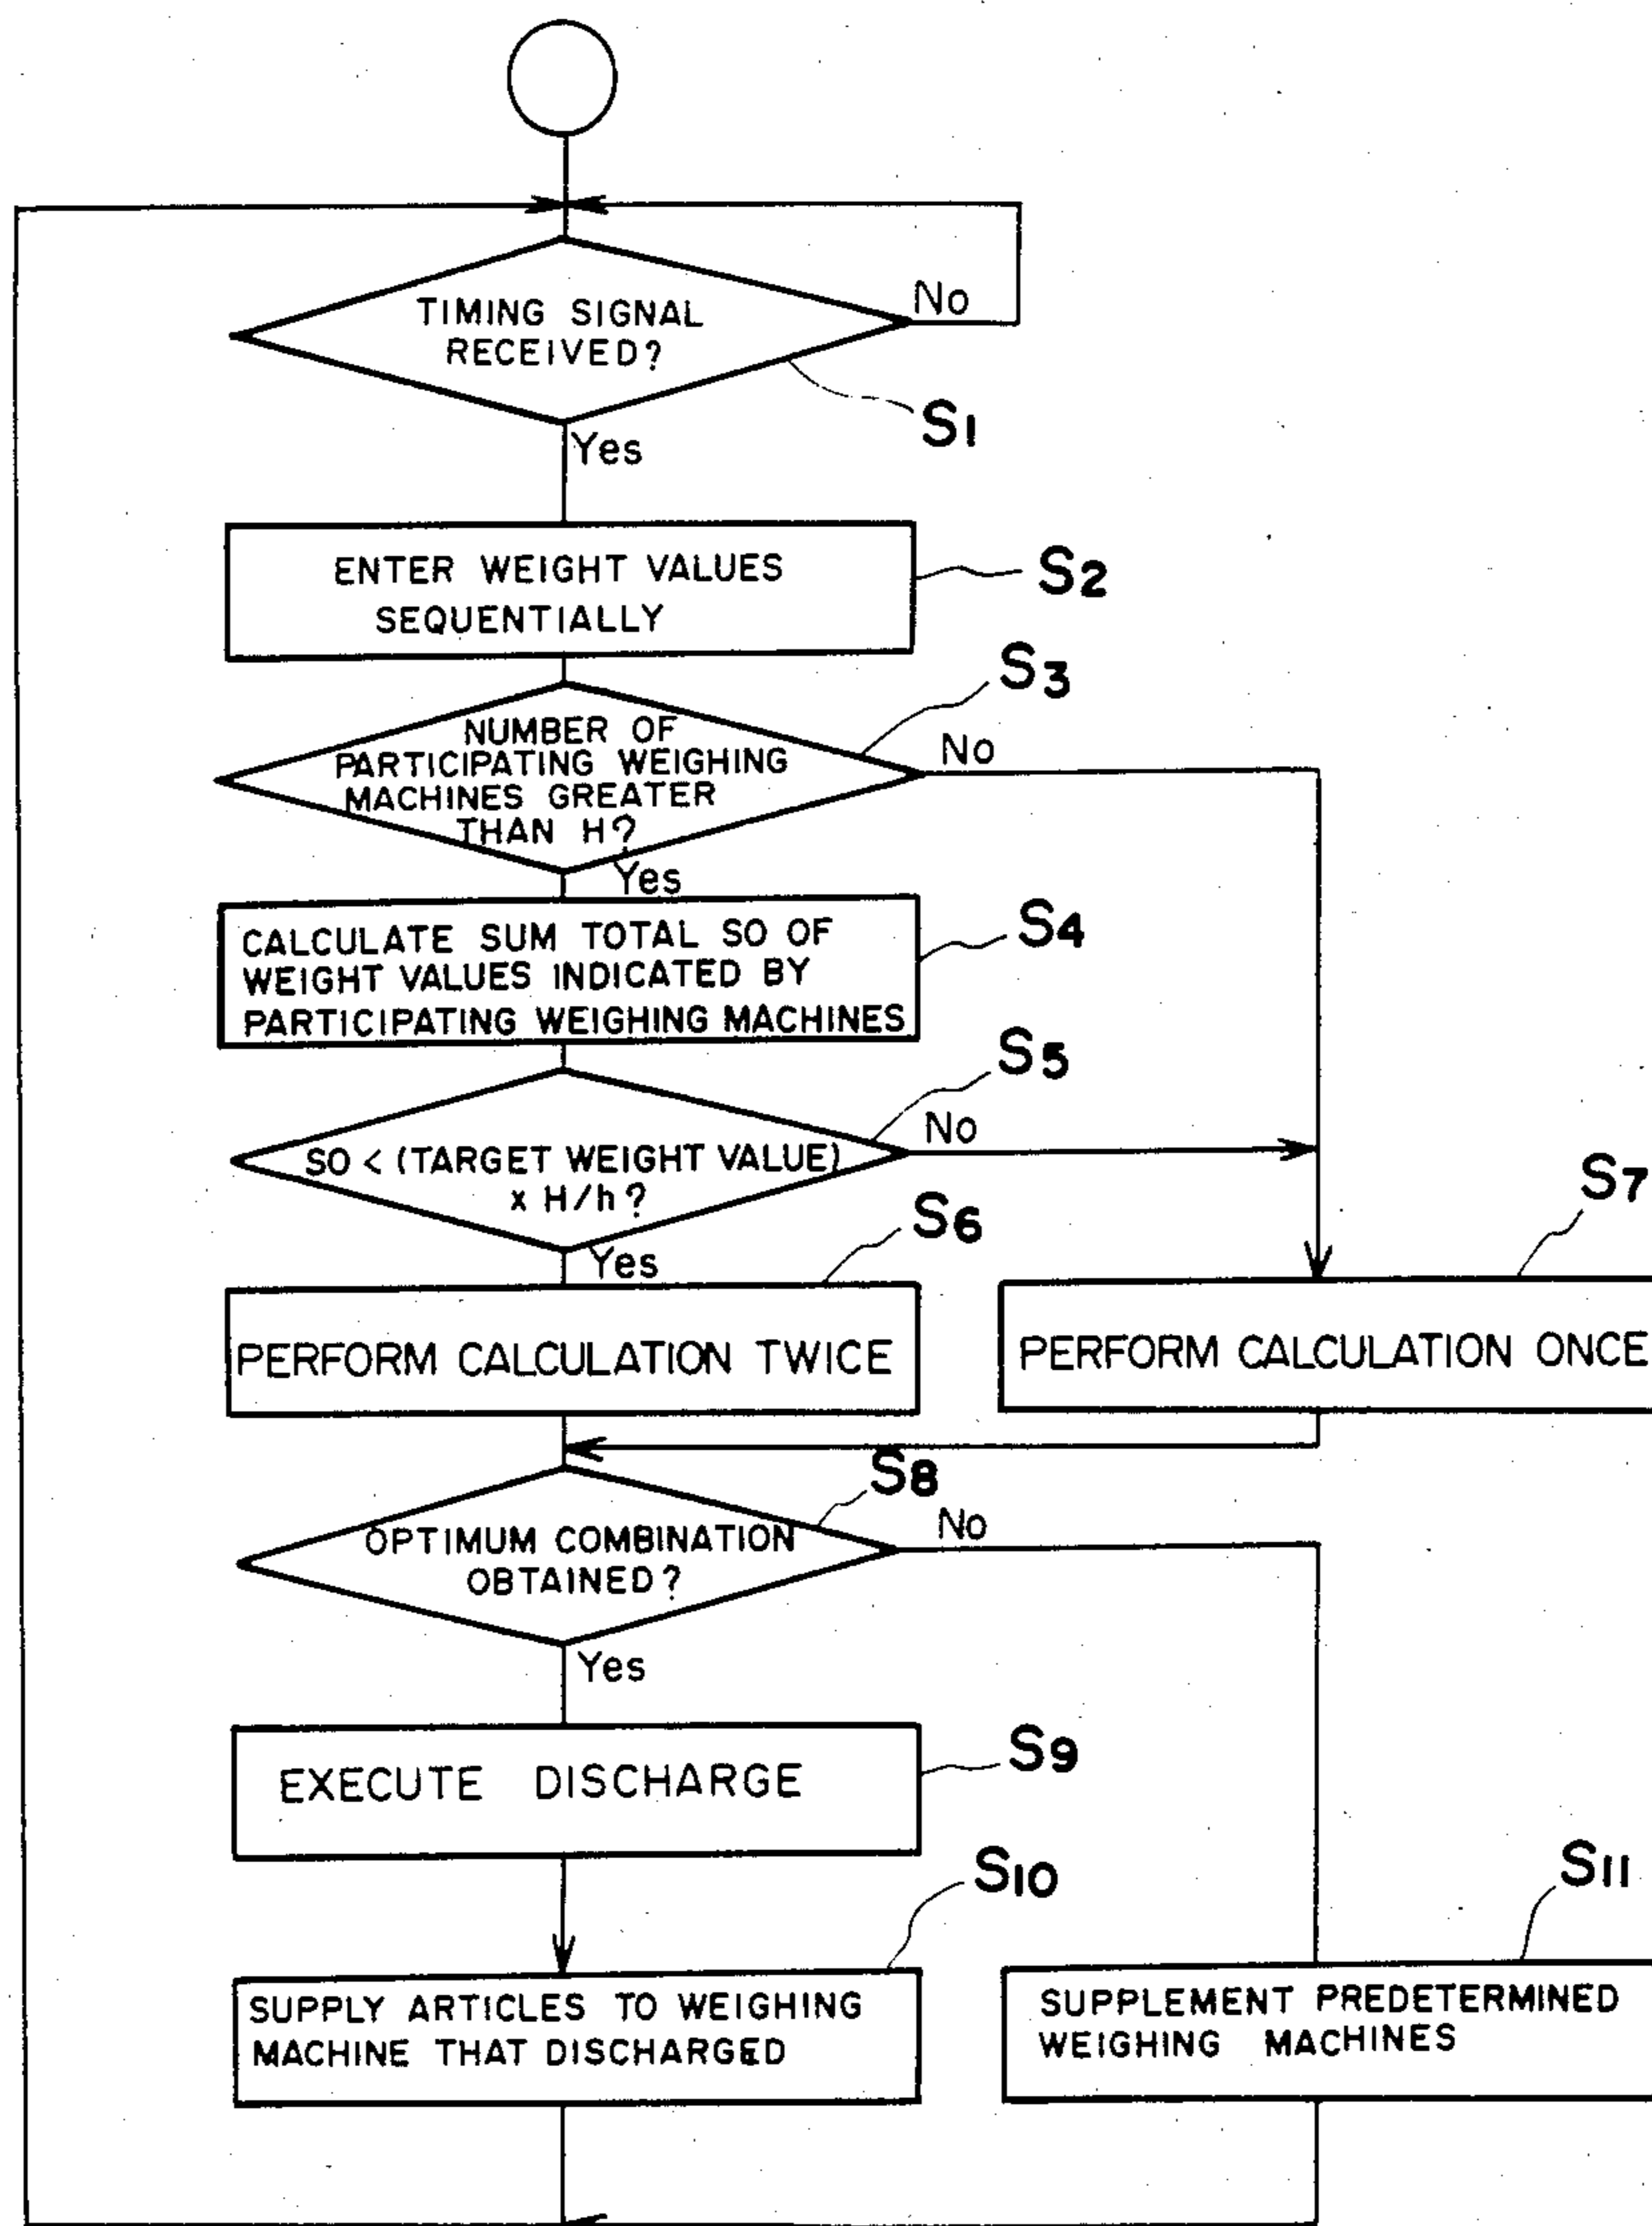 No
TIMING SIGNAL
RECEIVED?
S1
Yes
ENTER WEIGHT VALUES
SEQUENTIALLY
S2
S3
NUMBER OF
PARTICIPATING WEIGHING
MACHINES GREATER
THAN H?
No
Yes
CALCULATE SUM TOTAL SO OF
WEIGHT VALUES INDICATED BY
PARTICIPATING WEIGHING MACHINES
S4
S5
No
SO < (TARGET WEIGHT VALUE)
x H/h?
S6
S7
Yes
PERFORM CALCULATION TWICE
PERFORM CALCULATION ONCE
S8
No
OPTIMUM COMBINATION
OBTAINED?
Yes
EXECUTE DISCHARGE
S9
S10
S11
SUPPLY ARTICLES TO WEIGHING
MACHINE THAT DISCHARGED
SUPPLEMENT PREDETERMINED
WEIGHING MACHINES